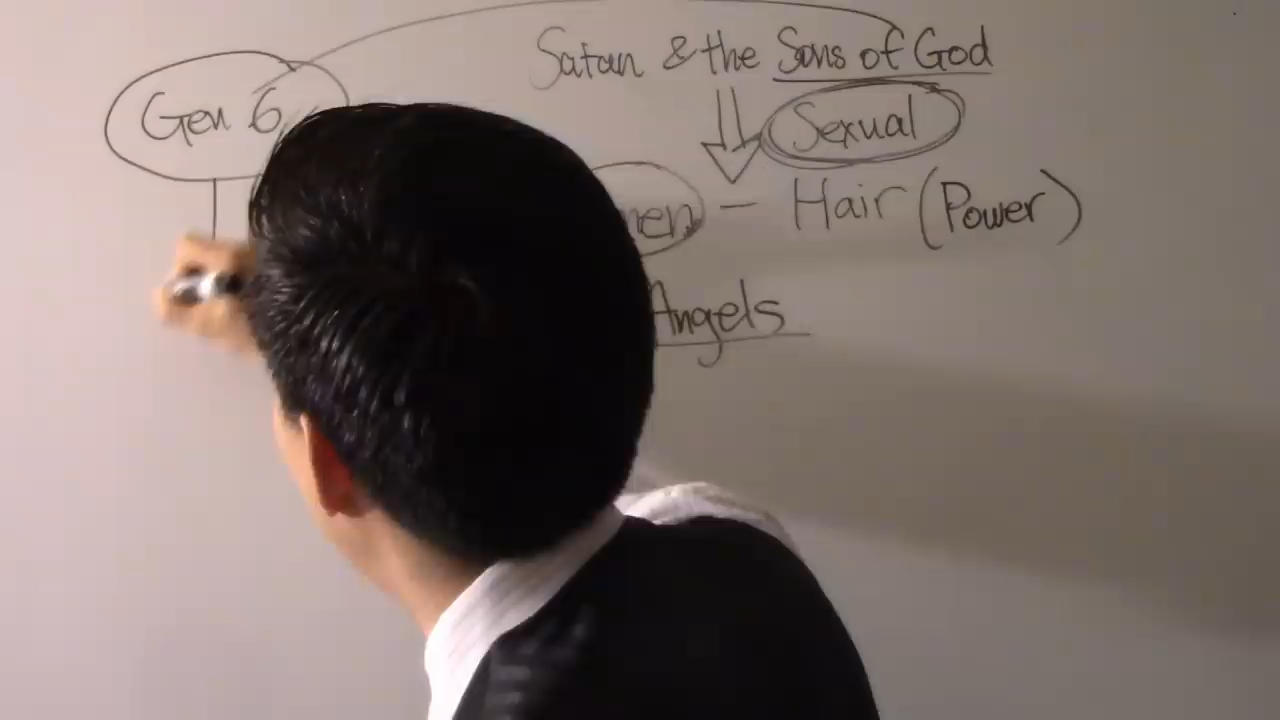 Satan & the Sons of God
Gen 6
Sexual
Hair (Power)
Angels